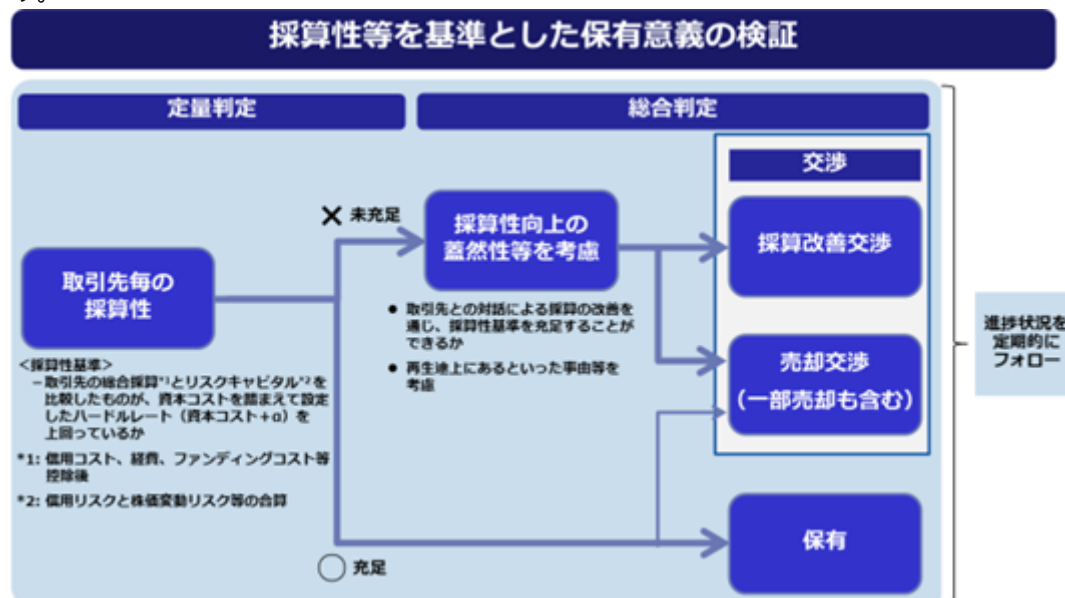 す。
採算性等を基準とした保有意義の検証
定量判定
総合判定
交渉
× 未充足
採算性向上の
蓋然性等を考慮
採算改善交渉
取引先毎の
採算性
● 取引先との対話による採算の改善を
通じ、採算性基準を充足することが
できるか
● 再生途上にあるといった事由等を
考慮
進捗状況を
定期的に
フォロー
売却交渉
(一部売却も含む)
<採算性基準>
－取引先の総合採算*1とリスクキャピタル*2を
比較したものが、資本コストを踏まえて設定
したハードルレート（資本コスト+α）を
上回っているか
*1: 信用コスト、経費、ファンディングコスト等
控除後
*2: 信用リスクと株価変動リスク等の合算
保有
○ 充足